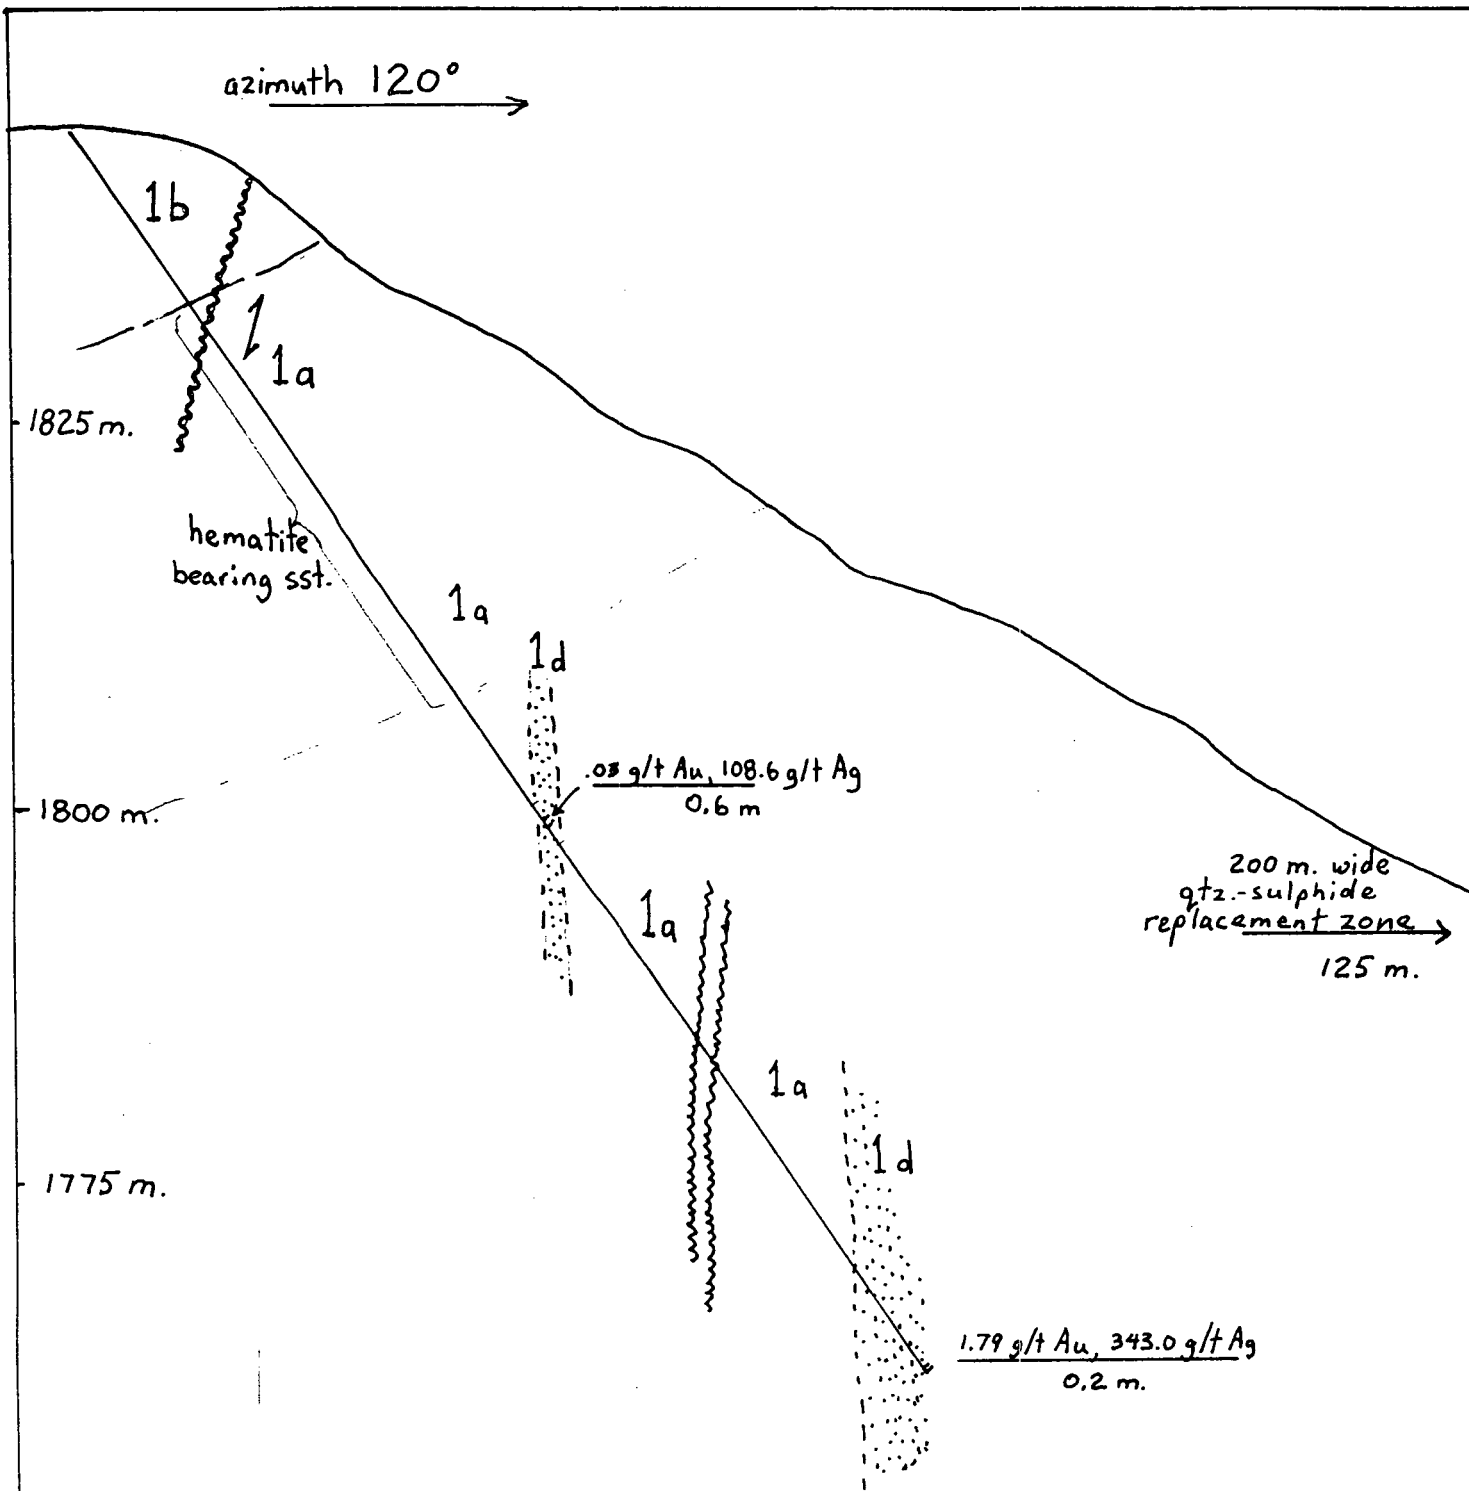 azimuth 120°
1b
1a
1825 m.
hematite
bearing sst.
1a
1d
.03 g/t Au, 108.6 g/t Ag
0.6 m
1800 m.
200 m. wide
qtz.-sulphide
replacement zone
125 m.
1a
1a
1d
1775 m.
1.79 g/t Au, 343.0 g/t Ag
0.2 m.